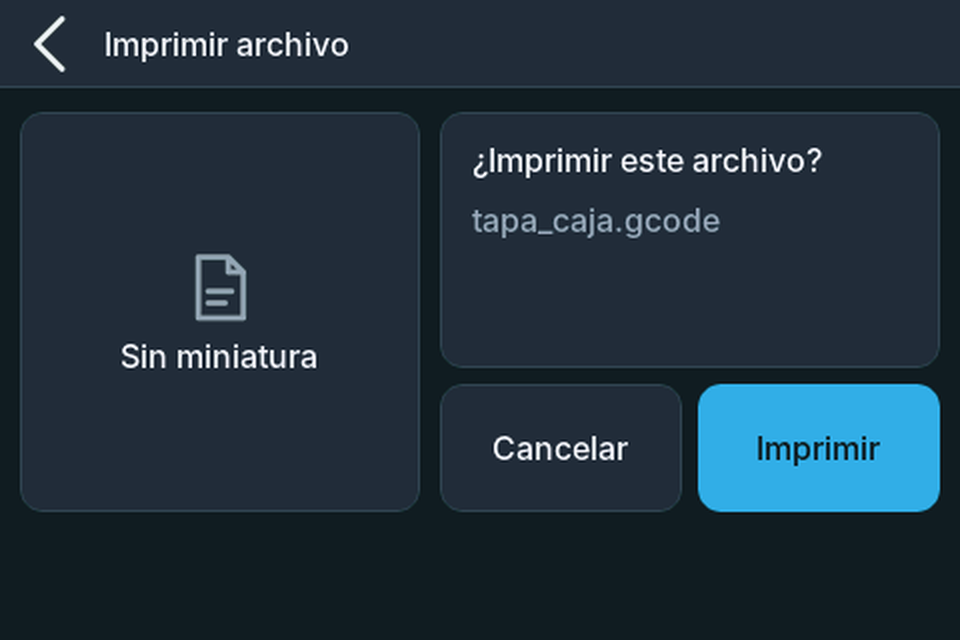 Imprimir archivo
¿Imprimir este archivo?
tapa_caja.gcode
Sin miniatura
Cancelar
Imprimir